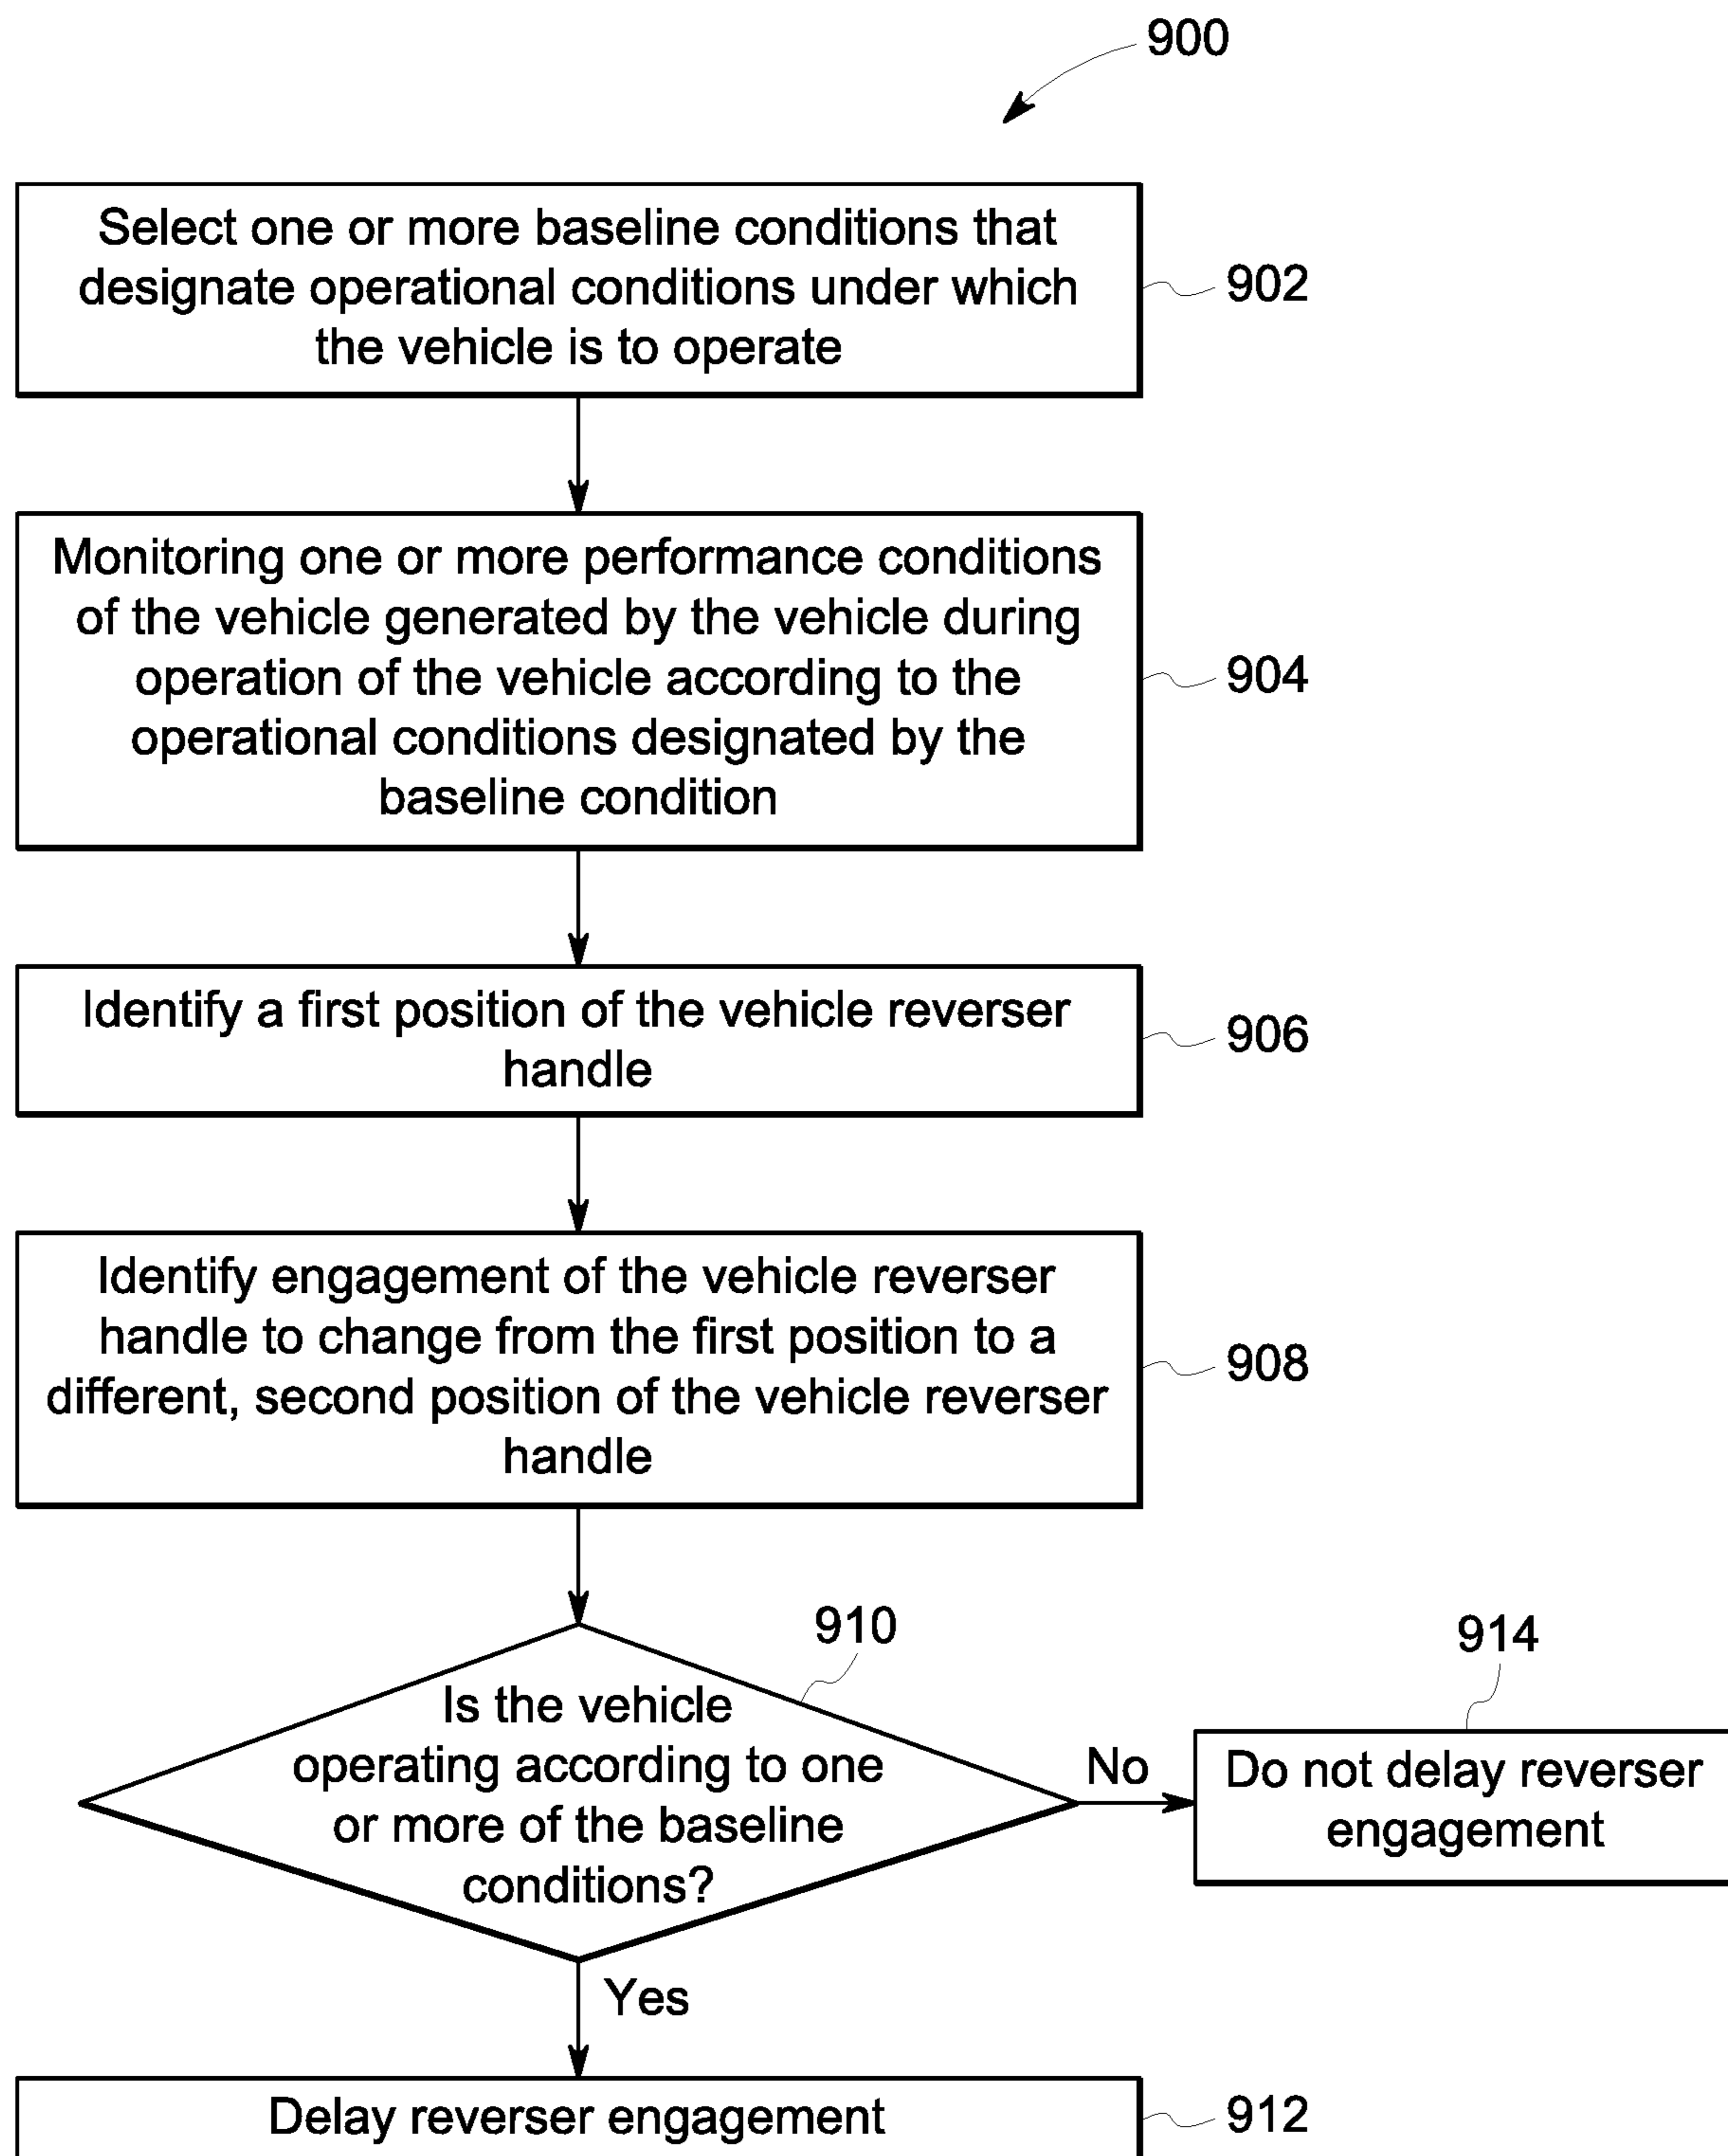 900
Select one or more baseline conditions that
designate operational conditions under which
the vehicle is to operate
902
Monitoring one or more performance conditions
of the vehicle generated by the vehicle during
operation of the vehicle according to the
operational conditions designated by the
baseline condition
904
Identify a first position of the vehicle reverser
handle
906
Identify engagement of the vehicle reverser
handle to change from the first position to a
different, second position of the vehicle reverser
handle
908
910
Is the vehicle
operating according to one
or more of the baseline
conditions?
No
914
Do not delay reverser
engagement
Yes
Delay reverser engagement
912